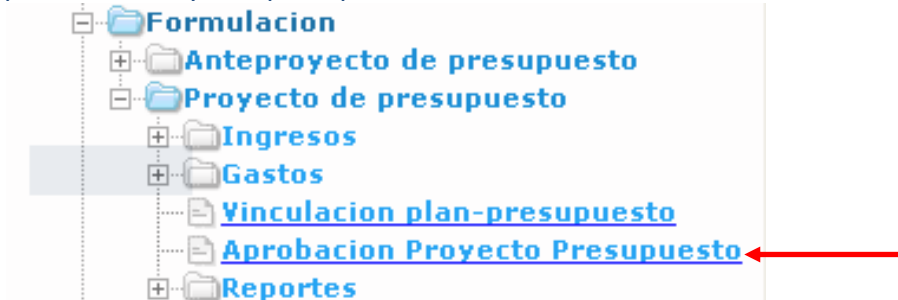 Formulacion
Anteproyecto de presupuesto
Proyecto de presupuesto
Ingresos
Gastos
Vinculacion plan-presupuesto
Aprobacion Proyecto Presupuesto
Reportes